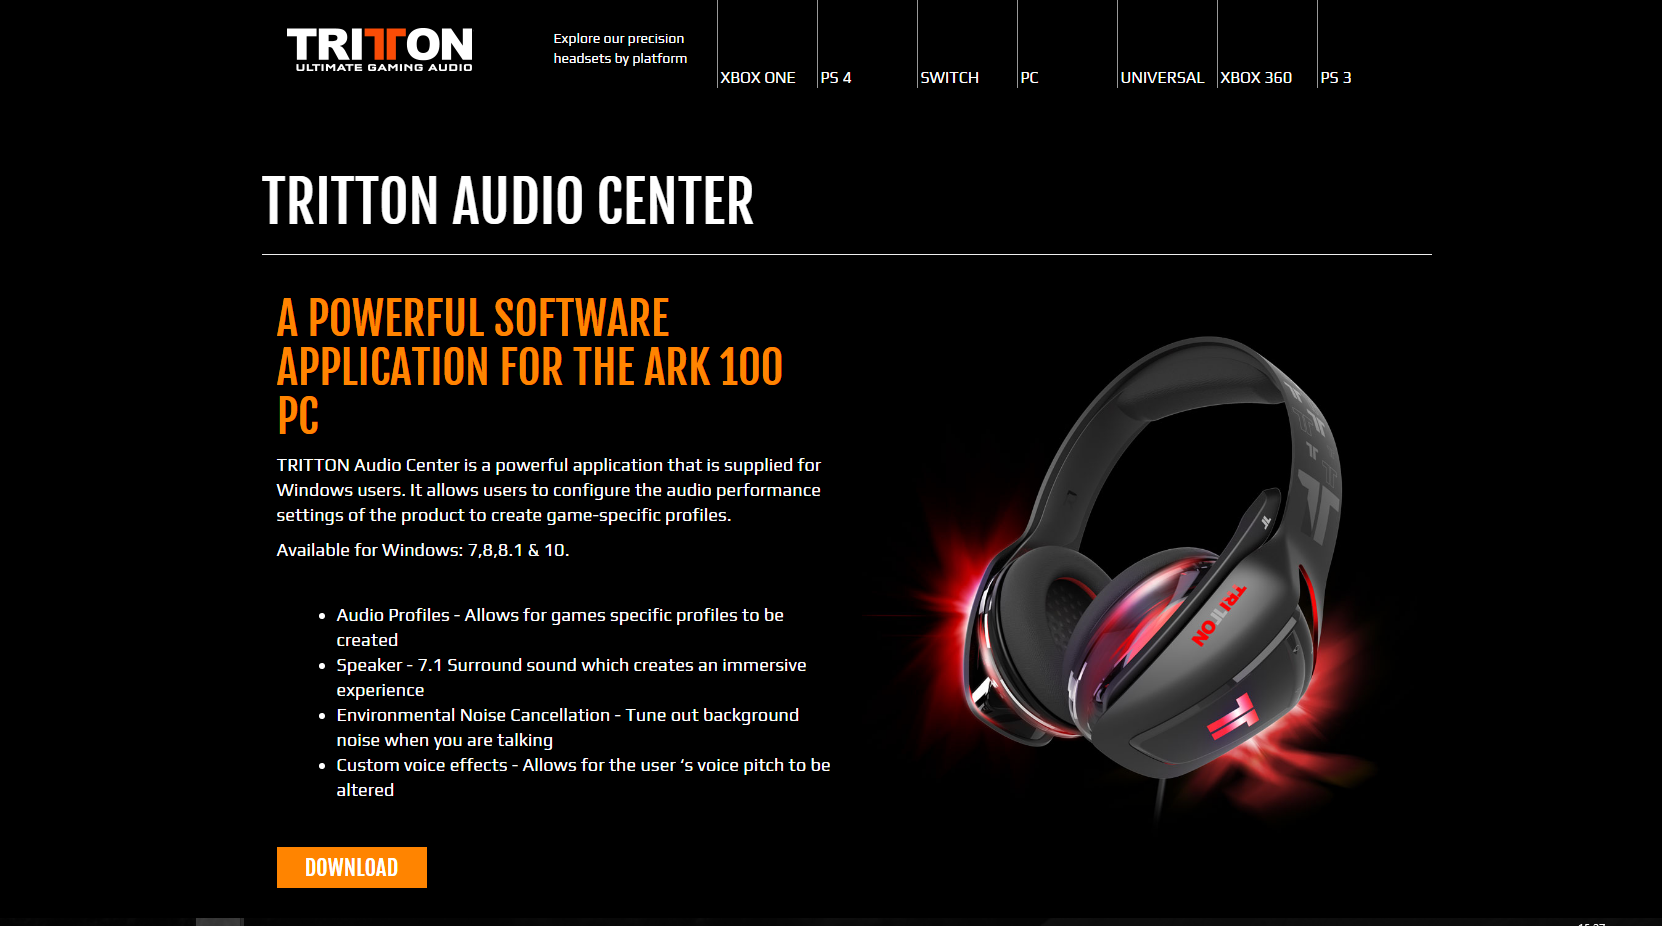 TRITTON
ULTIMATE GAMING AUDIO
Explore our precision
headsets by platform
XBOX ONE
PS 4
SWITCH
PC
UNIVERSAL
XBOX 360
PS 3
TRITTON AUDIO CENTER
A POWERFUL SOFTWARE
APPLICATION FOR THE ARK 100
PC
TRITTON Audio Center is a powerful application that is supplied for
Windows users. It allows users to configure the audio performance
settings of the product to create game-specific profiles.
Available for Windows: 7,8,8.1 & 10.
Audio Profiles - Allows for games specific profiles to be
created
Speaker - 7.1 Surround sound which creates an immersive
experience
Environmental Noise Cancellation - Tune out background
noise when you are talking
Custom voice effects - Allows for the user ‘s voice pitch to be
altered
DOWNLOAD
TRITTON